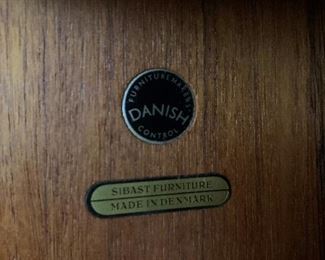 FURNITUREMAKERS
DANISH
CONTROL
SIBAST FURNITURE
MADE IN DENMARK